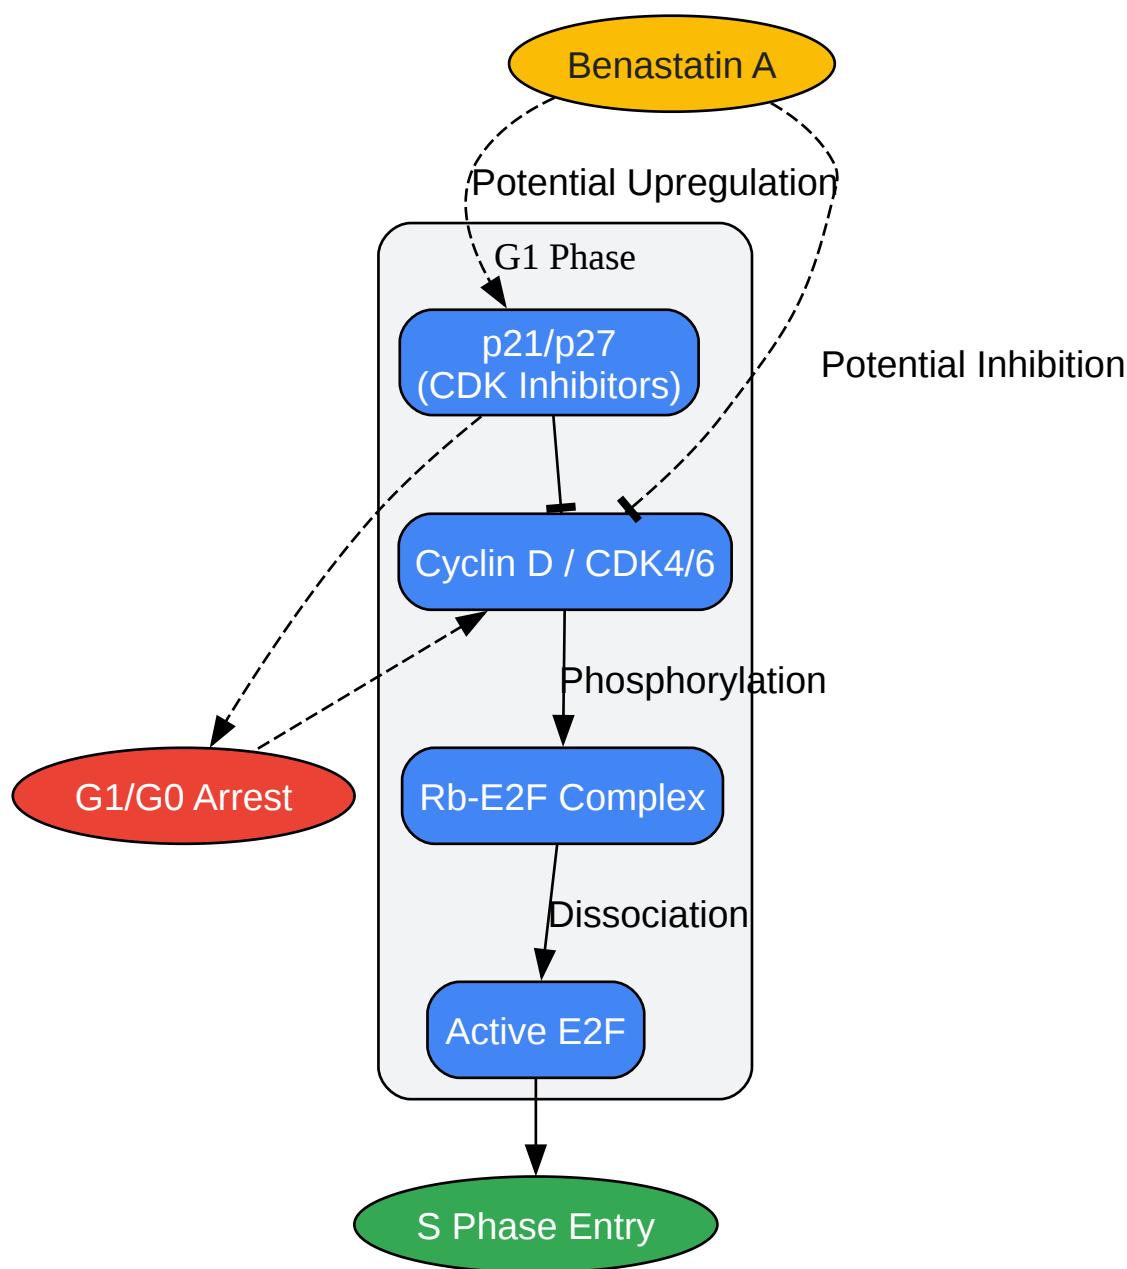 Benastatin A
Potential Upregulation
G1 Phase
p21/p27
(CDK Inhibitors)
Potential Inhibition
Cyclin D / CDK4/6
Phosphorylation
G1/G0 Arrest
Rb-E2F Complex
Dissociation
Active E2F
S Phase Entry